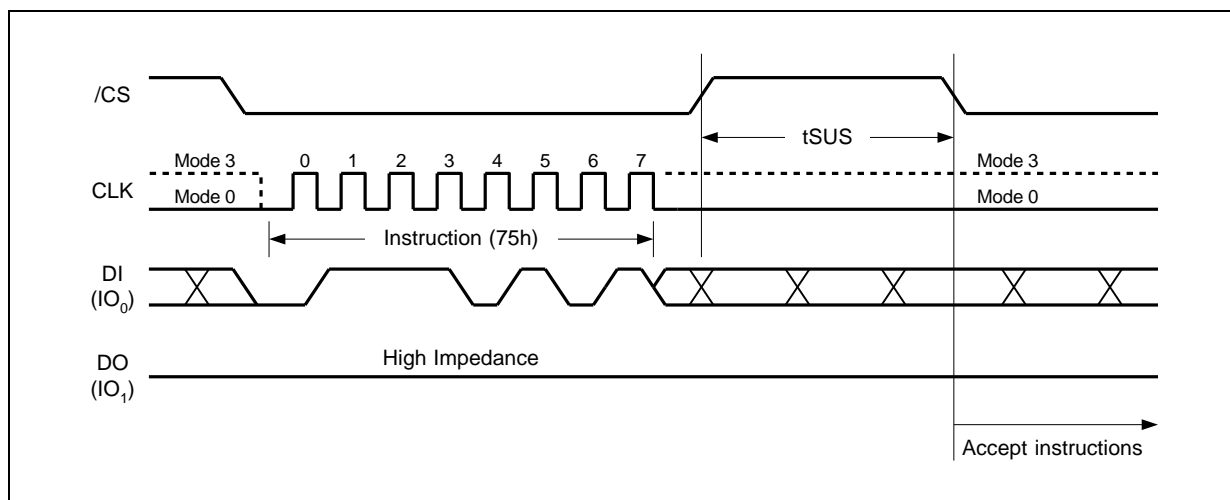 /CS
tSUS
Mode 3 0 1 2 3 4 5 6 7 Mode 3
CLK
Mode 0 Mode 0
Instruction (75h)
DI
(IO0)
High Impedance
DO
(IO1)
Accept instructions